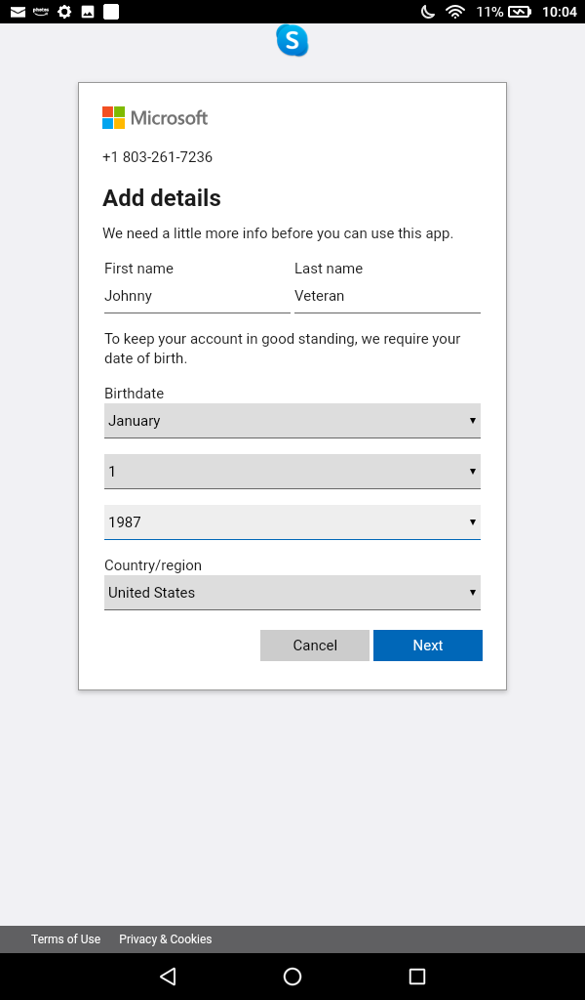 photos
11% 10:04
S
Microsoft
+1 803-261-7236
Add details
We need a little more info before you can use this app.
First name Last name
Johnny Veteran
To keep your account in good standing, we require your
date of birth.
Birthdate
January
1
1987
Country/region
United States
Cancel Next
Terms of Use Privacy & Cookies